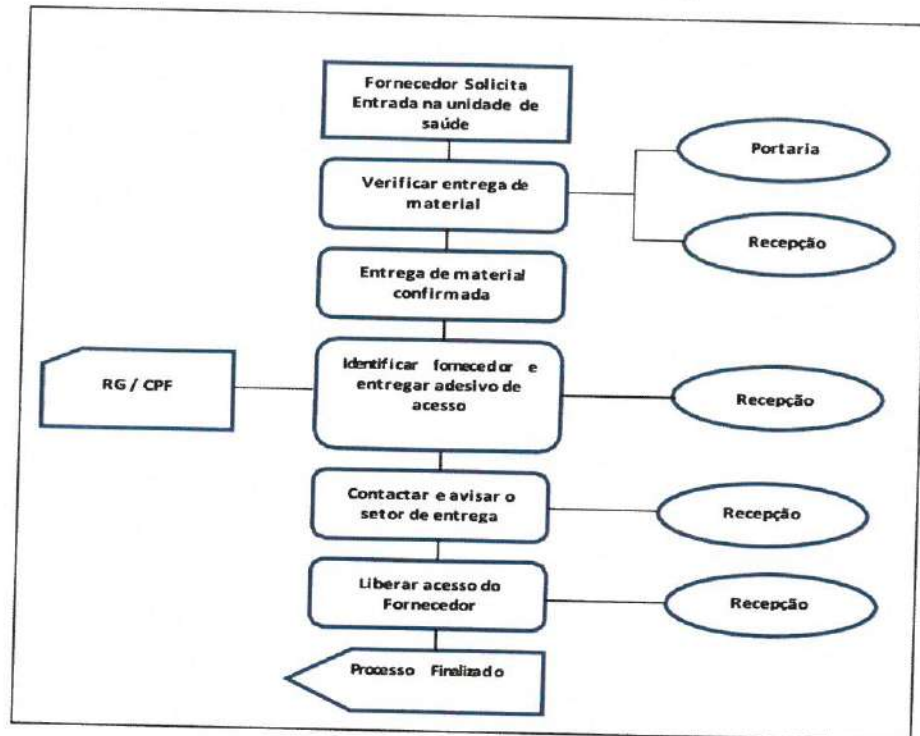 Fornecedor Solicita
Entrada na unidade de
saúde
Verificar entrega de
material
Portaria
Recepção
Entrega de material
confirmada
RG / CPF
Identificar fornecedor e
entregar adesivo de
acesso
Recepção
Contactar e avisar o
setor de entrega
Recepção
Liberar acesso do
Fornecedor
Recepção
Processo Finalizado